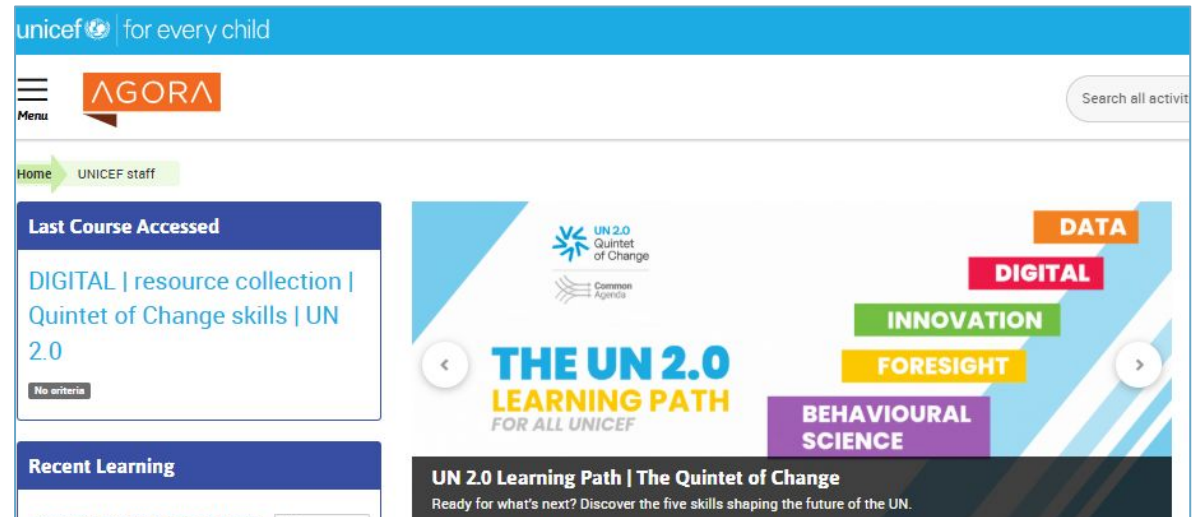 unicef for every child
Menu
AGORA
Search all activit
Home UNICEF staff
Last Course Accessed
DIGITAL | resource collection |
Quintet of Change skills | UN
2.0
No criteria
Recent Learning
UN 2.0
Quintet
of Change
Common
Agenda
THE UN 2.0
LEARNING PATH
FOR ALL UNICEF
DATA
DIGITAL
INNOVATION
FORESIGHT
BEHAVIOURAL
SCIENCE
UN 2.0 Learning Path | The Quintet of Change
Ready for what's next? Discover the five skills shaping the future of the UN.